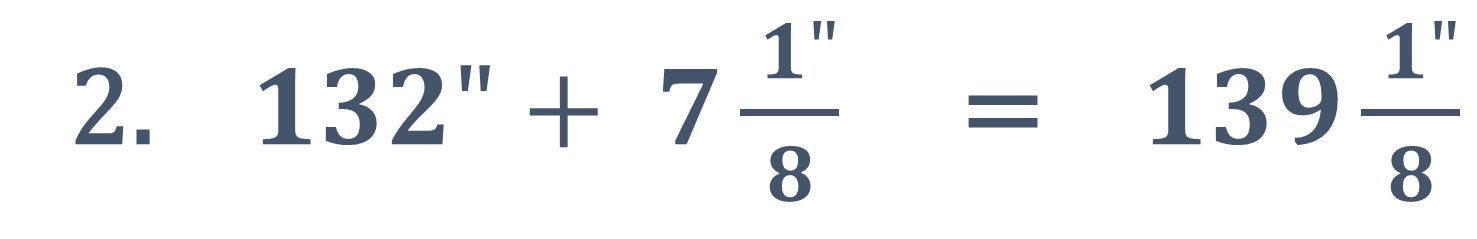 2. 132" + 7 1"/8 = 139 1"/8